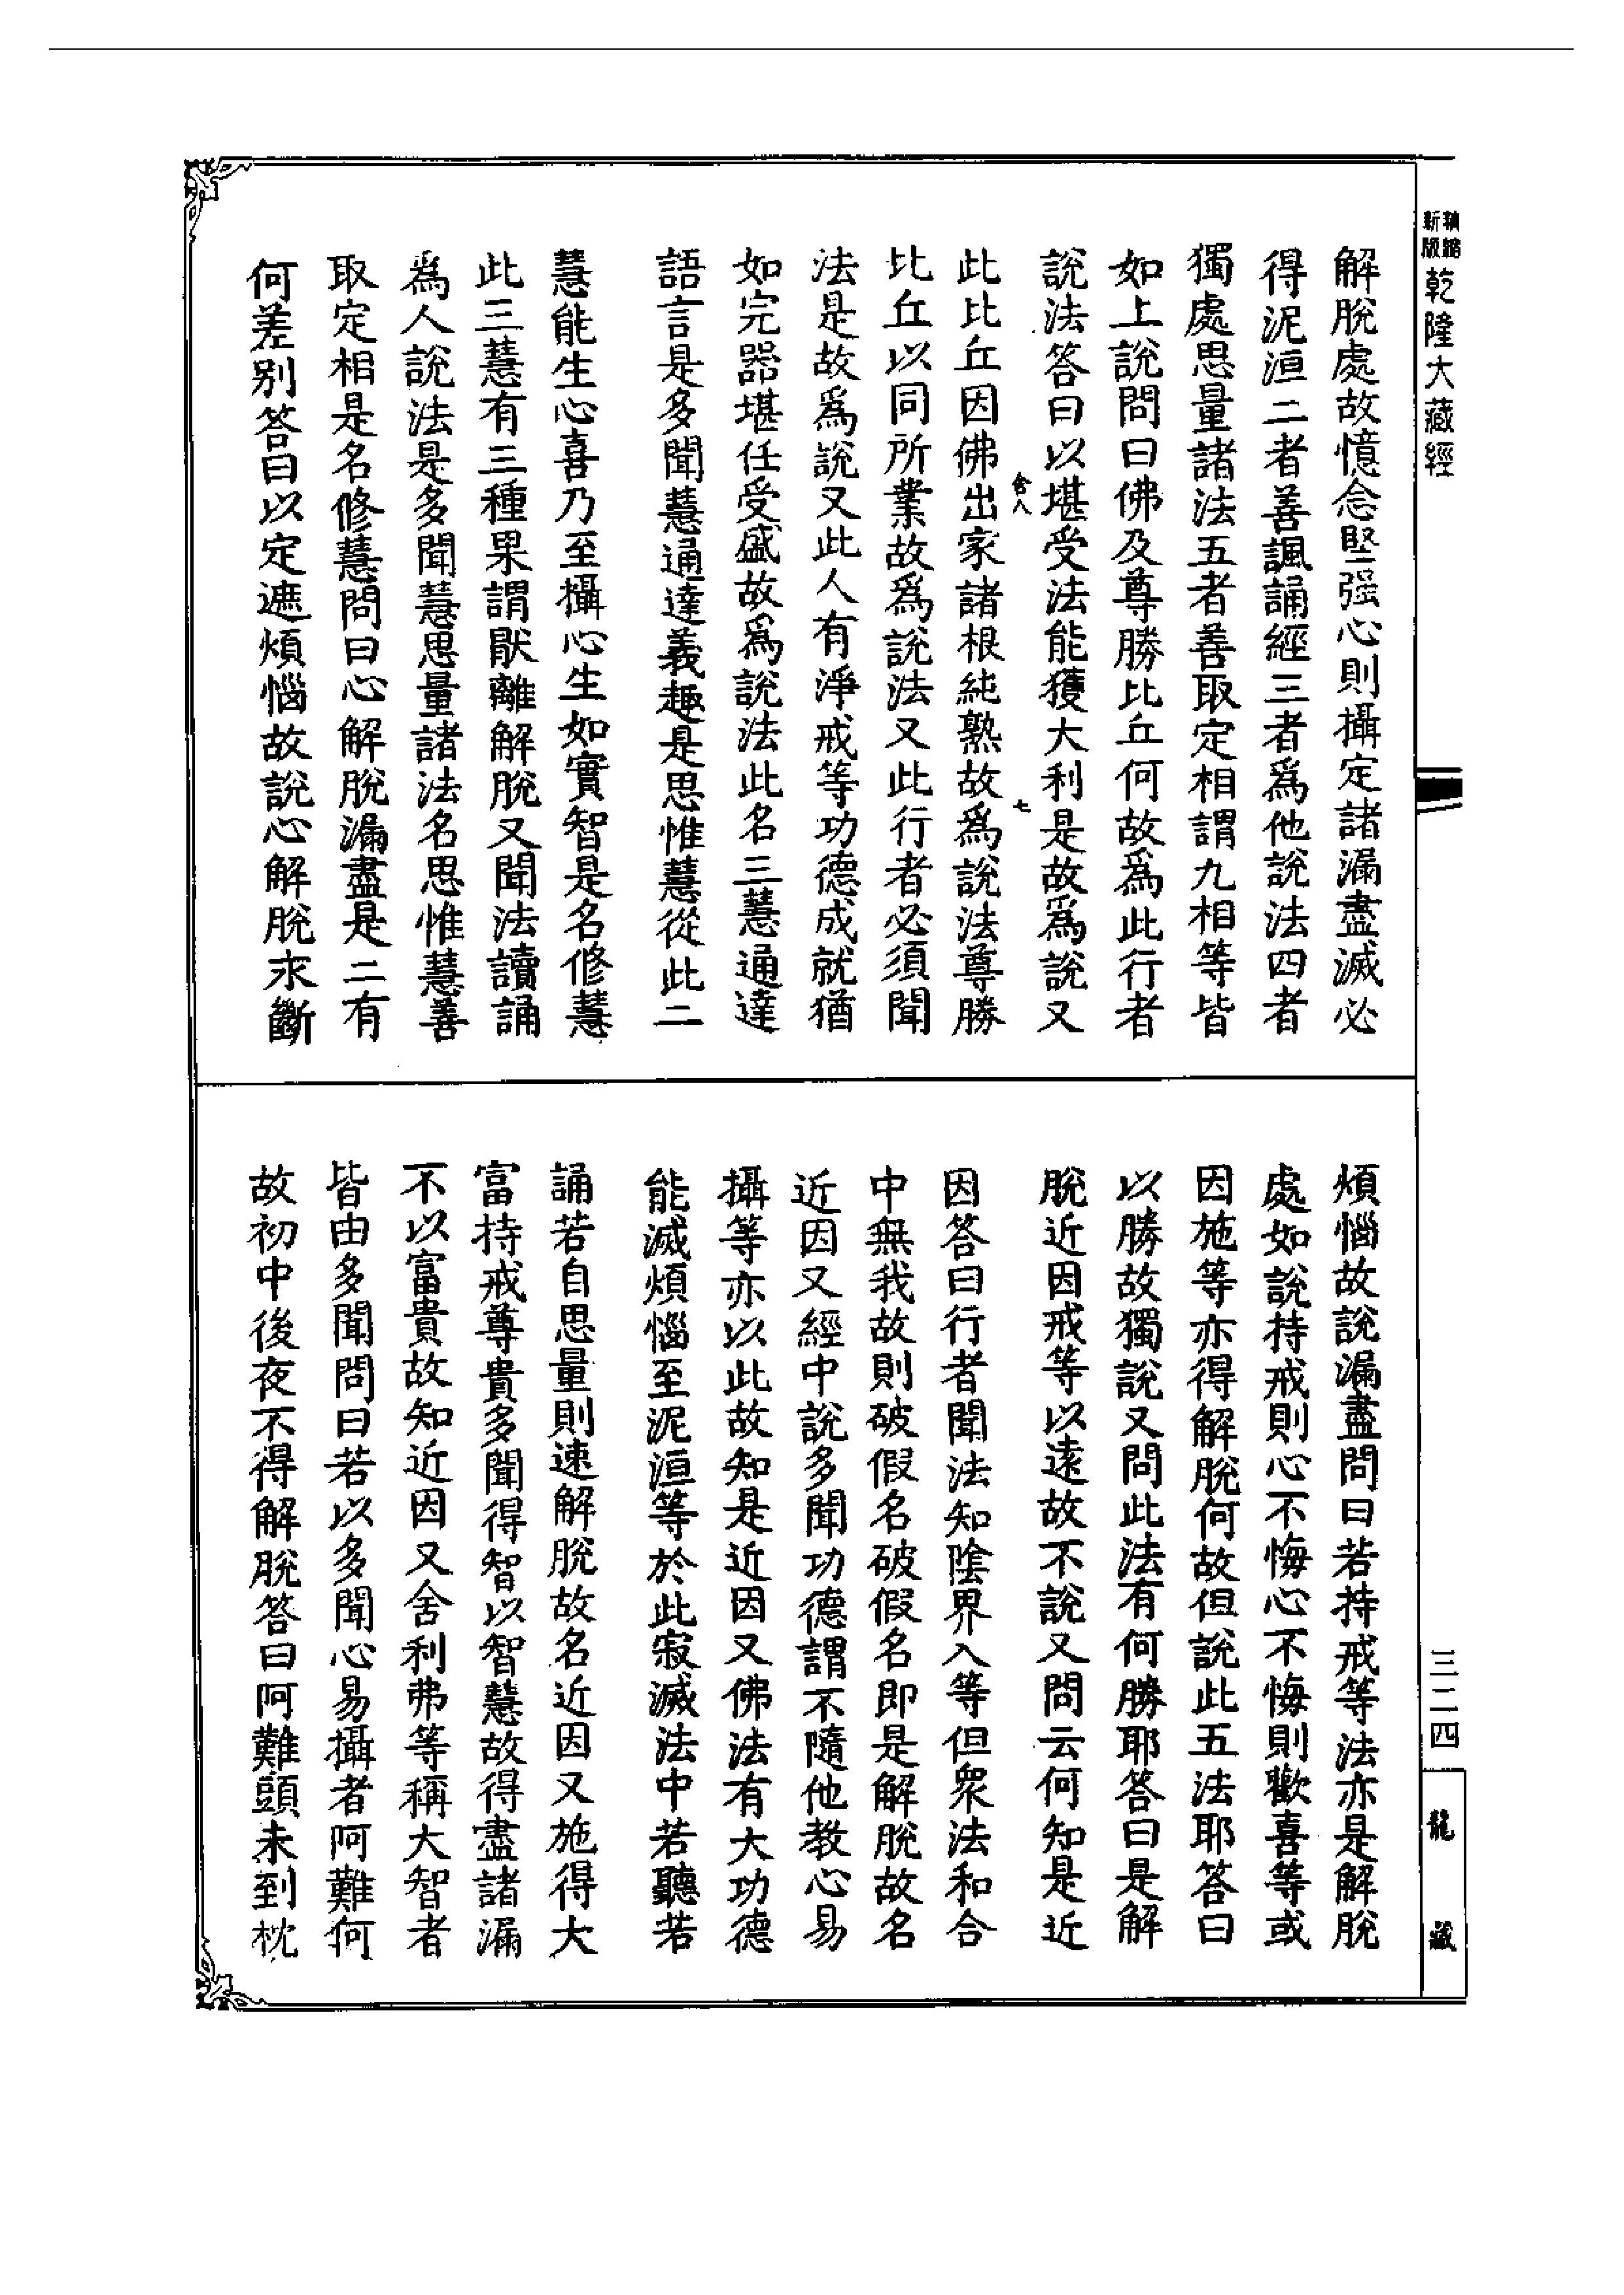 新版
乾隆大藏經
解脫處故憶念堅强心則攝定諸漏盡滅必
得泥洹二者善諷誦經三者爲他說法四者
獨處思量諸法五者善取定相謂九相等皆
如上說問曰佛及尊勝比丘何故爲此行者
說法答曰以堪受法能獲大利是故爲說又
七
此比丘因佛出家諸根純熟故爲說法尊勝
比丘以同所業故爲說法又此行者必須聞
法是故爲說又此人有淨戒等功德成就猶
如完器堪任受盛故爲說法此名三慧通達
語言是多聞慧通達義趣是思惟慧從此二
慧能生心喜乃至攝心生如實智是名修慧
此三慧有三種果謂猒離解脫又聞法讀誦
爲人說法是多聞慧思量諸法名思惟慧善
取定相是名修慧問曰心解脫漏盡是二有
何差别答曰以定遮煩惱故說心解脫永斷
煩惱故說漏盡問曰若持戒等法亦是解脫
處如說持戒則心不悔心不悔則歡喜等或
因施等亦得解脫何故但說此五法耶答曰
以勝故獨說又問此法有何勝耶答曰是解
脫近因戒等以遠故不說又問云何知是近
因答曰行者聞法知陰界入等但衆法和合
中無我故則破假名破假名即是解脫故名
近因又經中說多聞功德謂不隨他教心易
攝等亦以此故知是近因又佛法有大功德
能滅煩惱至泥洹等於此寂滅法中若聽若
誦若自思量則速解脫故名近因又施得大
富持戒尊貴多聞得智以智慧故得盡諸漏
不以富貴故知近因又舍利弗等稱大智者
皆由多聞問曰若以多聞心易攝者阿難何
故初中後夜不得解脫答曰阿難頭未到枕
三二四
龍藏